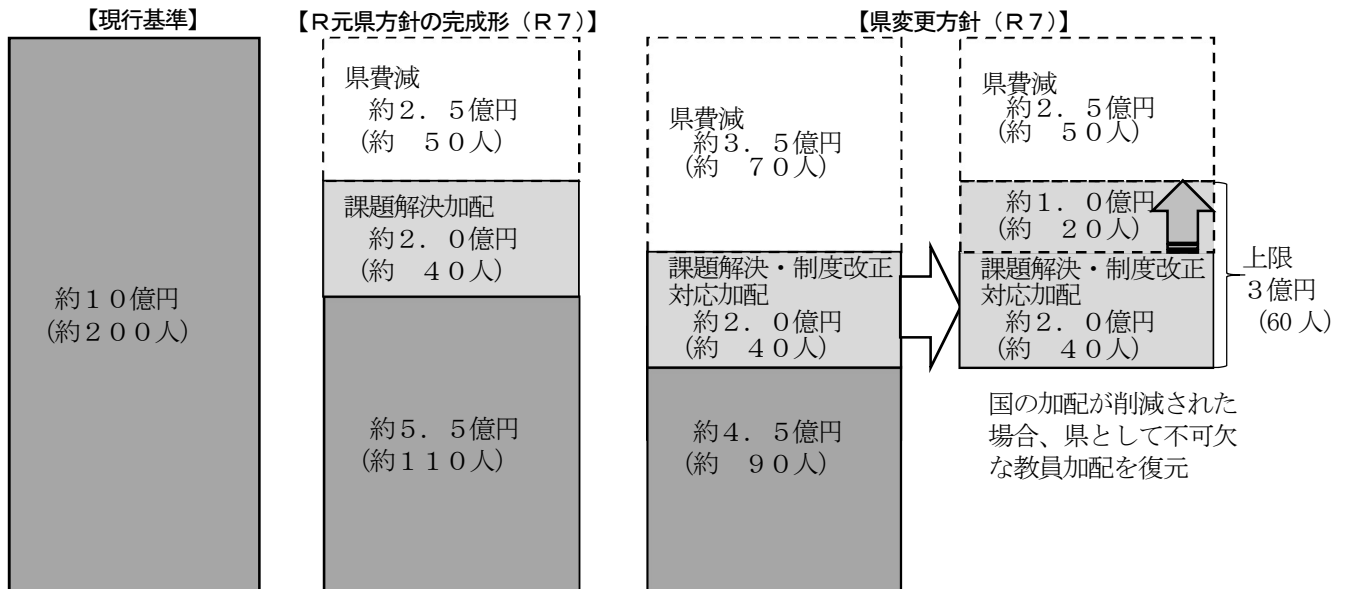 【現行基準】
約１０億円
(約２００人)
【Ｒ元県方針の完成形（Ｒ７）】
県費減
約２．５億円
(約　５０人)
課題解決加配
約２．０億円
(約　４０人)
約５．５億円
(約１１０人)
【県変更方針（Ｒ７）】
県費減
約３．５億円
(約　７０人)
課題解決・制度改正
対応加配
約２．０億円
(約　４０人)
約４．５億円
(約　９０人)
県費減
約２．５億円
(約　５０人)
約１．０億円
(約　２０人)
課題解決・制度改正
対応加配
約２．０億円
(約　４０人)
上限
３億円
（60 人）
国の加配が削減された
場合、県として不可欠
な教員加配を復元